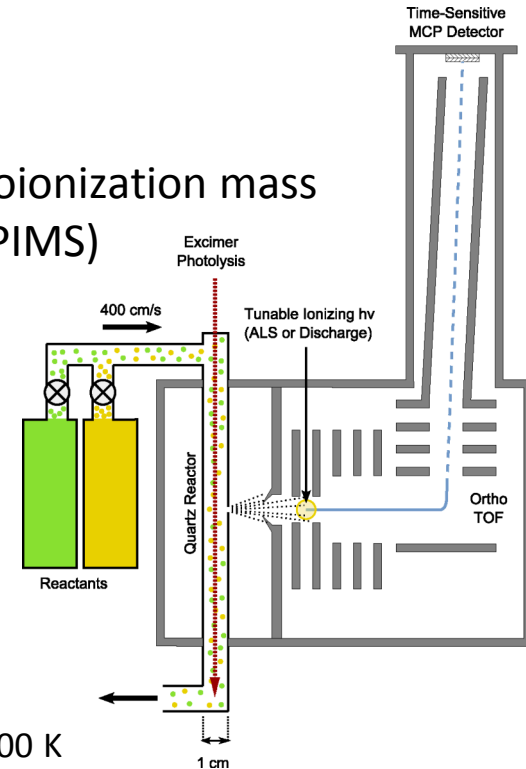 Time-Sensitive
MCP Detector
oionization mass
PIMS)
Excimer
Photolysis
400 cm/s
Tunable Ionizing hv
(ALS or Discharge)
Quartz Reactor
Ortho
TOF
Reactants
00 K
1 cm